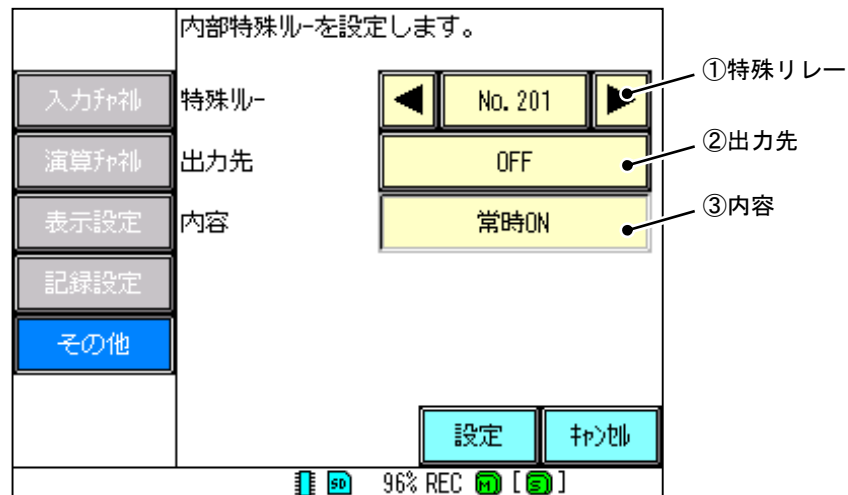 内部特殊ﾘﾚｰを設定します。
入力ﾁｬﾈﾙ
特殊ﾘﾚｰ
No. 201
①特殊リレー
演算ﾁｬﾈﾙ
出力先
OFF
②出力先
表示設定
内容
常時ON
③内容
記録設定
その他
設定
ｷｬﾝｾﾙ
SD 96% REC M [S]